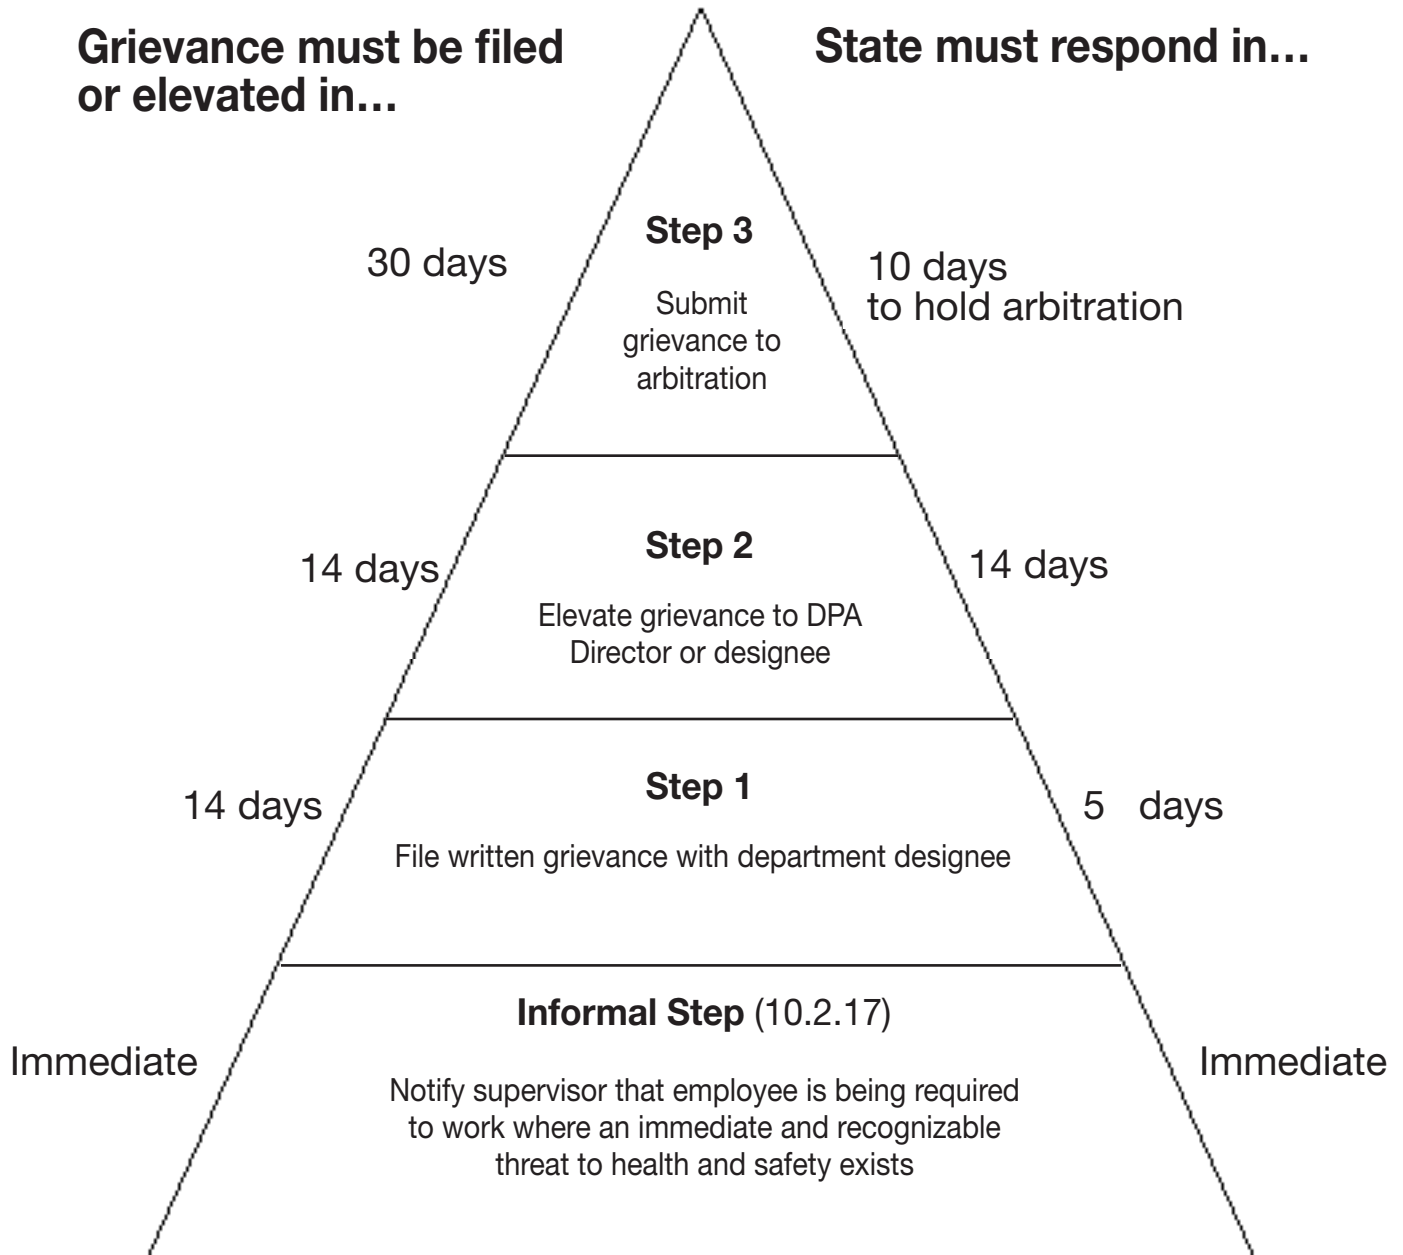 Grievance must be filed
or elevated in…
State must respond in…
Step 3
30 days
10 days
to hold arbitration
Submit
grievance to
arbitration
Step 2
14 days
14 days
Elevate grievance to DPA
Director or designee
Step 1
14 days
5 days
File written grievance with department designee
Informal Step (10.2.17)
Immediate
Immediate
Notify supervisor that employee is being required
to work where an immediate and recognizable
threat to health and safety exists